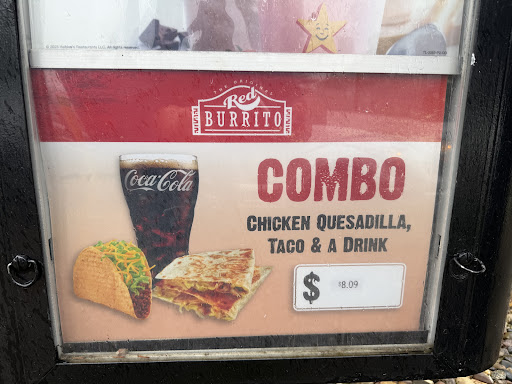 THE ORIGINAL
Red
BURRITO
Coca-Cola
COMBO
CHICKEN QUESADILLA,
TACO & A DRINK
$ $8.09